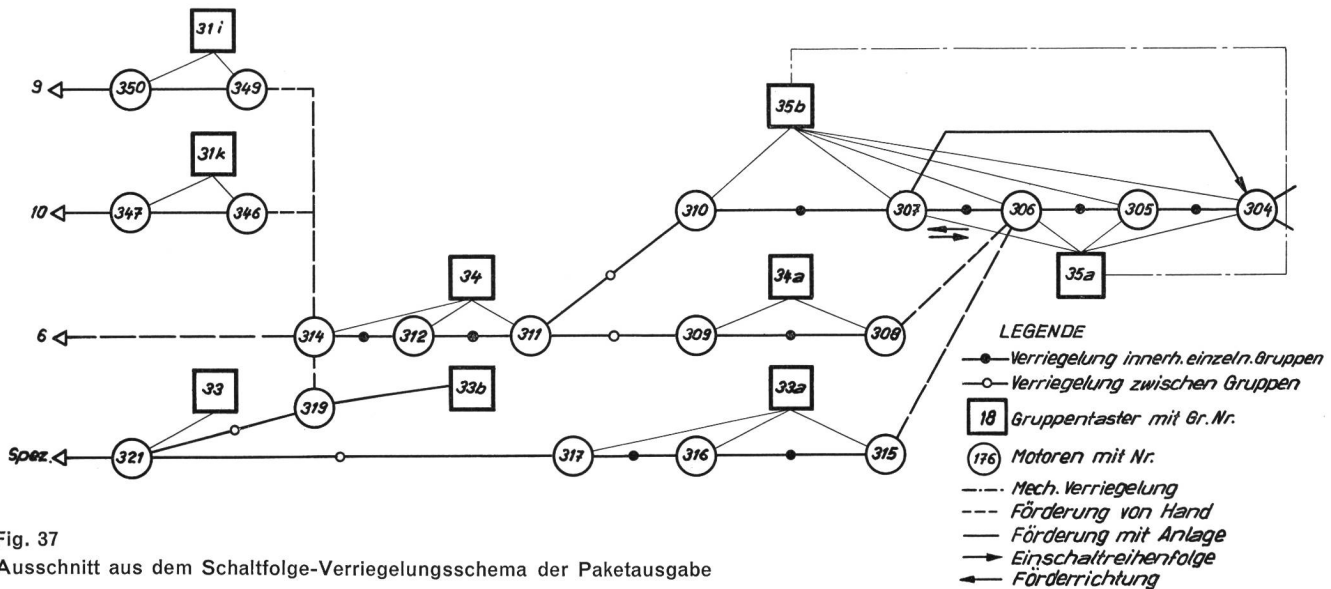 31i
9 350 349
35b
31k
10 347 346
310 307 306 305 304
34 34a 35a
6 314 312 311 309 308
LEGENDE
Verriegelung innerh. einzeln. Gruppen
33 33b 33a
Verriegelung zwischen Gruppen
319
18 Gruppentaster mit Gr. Nr.
Spez. 321 317 316 315
176 Motoren mit Nr.
Mech. Verriegelung
Förderung von Hand
Förderung mit Anlage
Einschaltreihenfolge
Förderrichtung
Fig. 37
Ausschnitt aus dem Schaltfolge-Verriegelungsschema der Paketausgabe